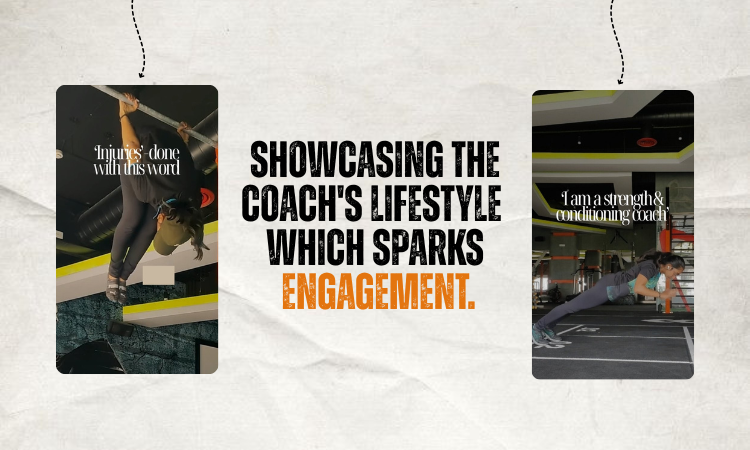 'Injuries'- done
with this word
SHOWCASING THE
COACH'S LIFESTYLE
WHICH SPARKS
ENGAGEMENT.
'I am a strength &
conditioning coach'